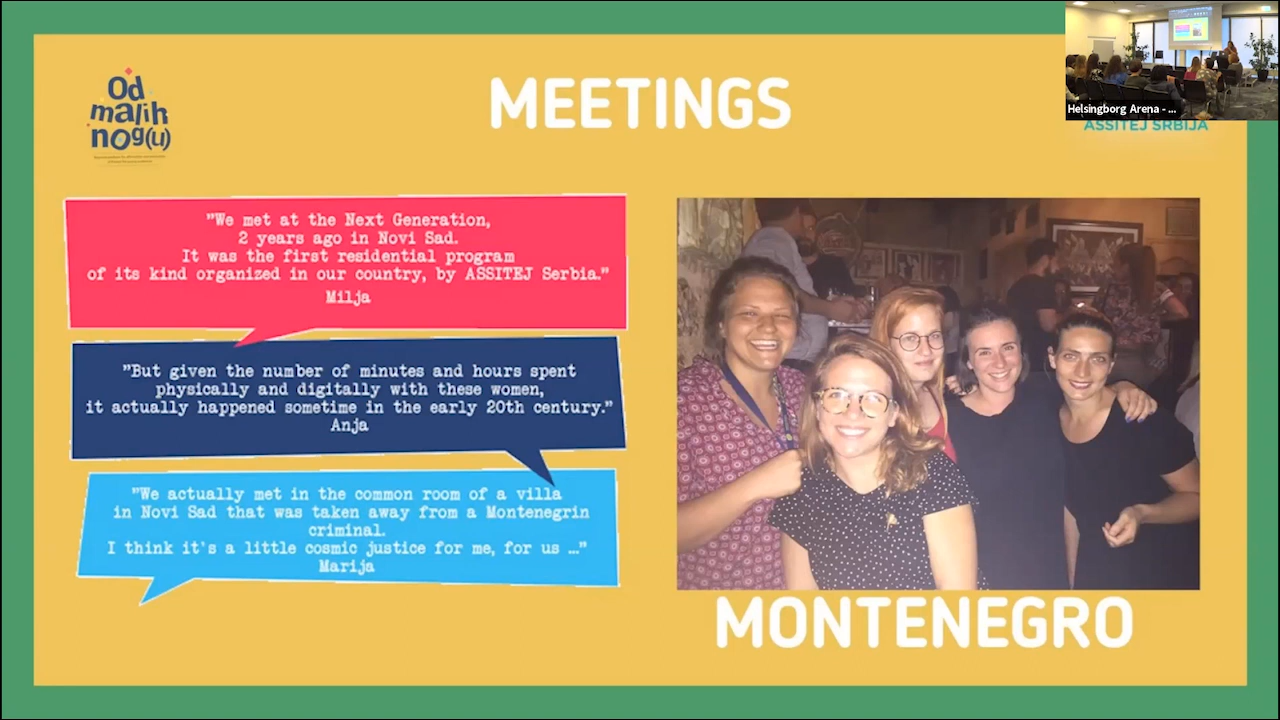 Od
malih
nog(u)
MEETINGS
Helsingborg Arena - ...
ASSITEJ SRBIJA
"We met at the Next Generation,
2 years ago in Novi Sad.
It was the first residential program
of its kind organized in our country, by ASSITEJ Serbia."
Milja
"But given the number of minutes and hours spent
physically and digitally with these women,
it actually happened sometime in the early 20th century."
Anja
"We actually met in the common room of a villa
in Novi Sad that was taken away from a Montenegrin
criminal.
I think it's a little cosmic justice for me, for us …"
Marija
MONTENEGRO